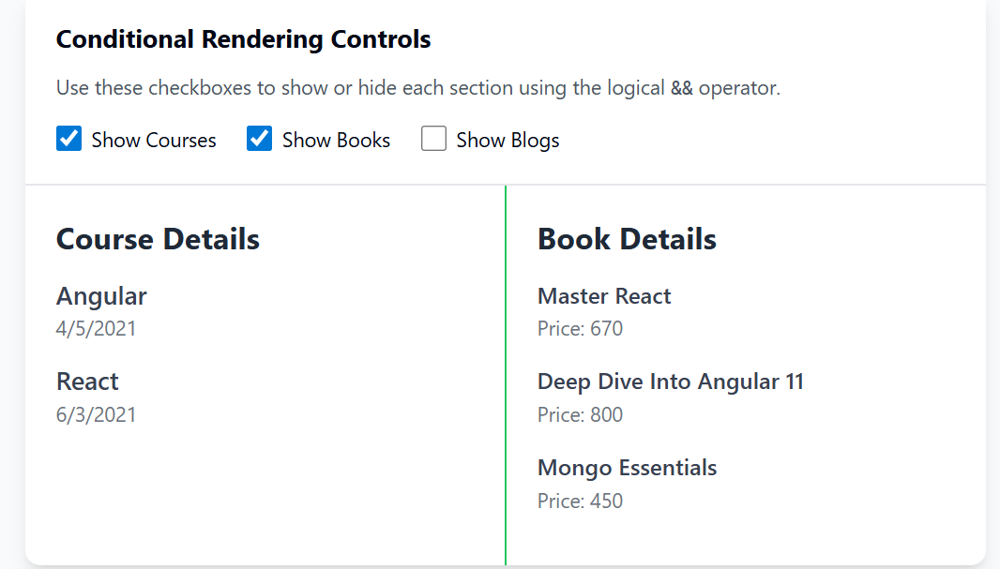 Conditional Rendering Controls
Use these checkboxes to show or hide each section using the logical && operator.
Show Courses Show Books Show Blogs
Course Details
Angular
4/5/2021
React
6/3/2021
Book Details
Master React
Price: 670
Deep Dive Into Angular 11
Price: 800
Mongo Essentials
Price: 450